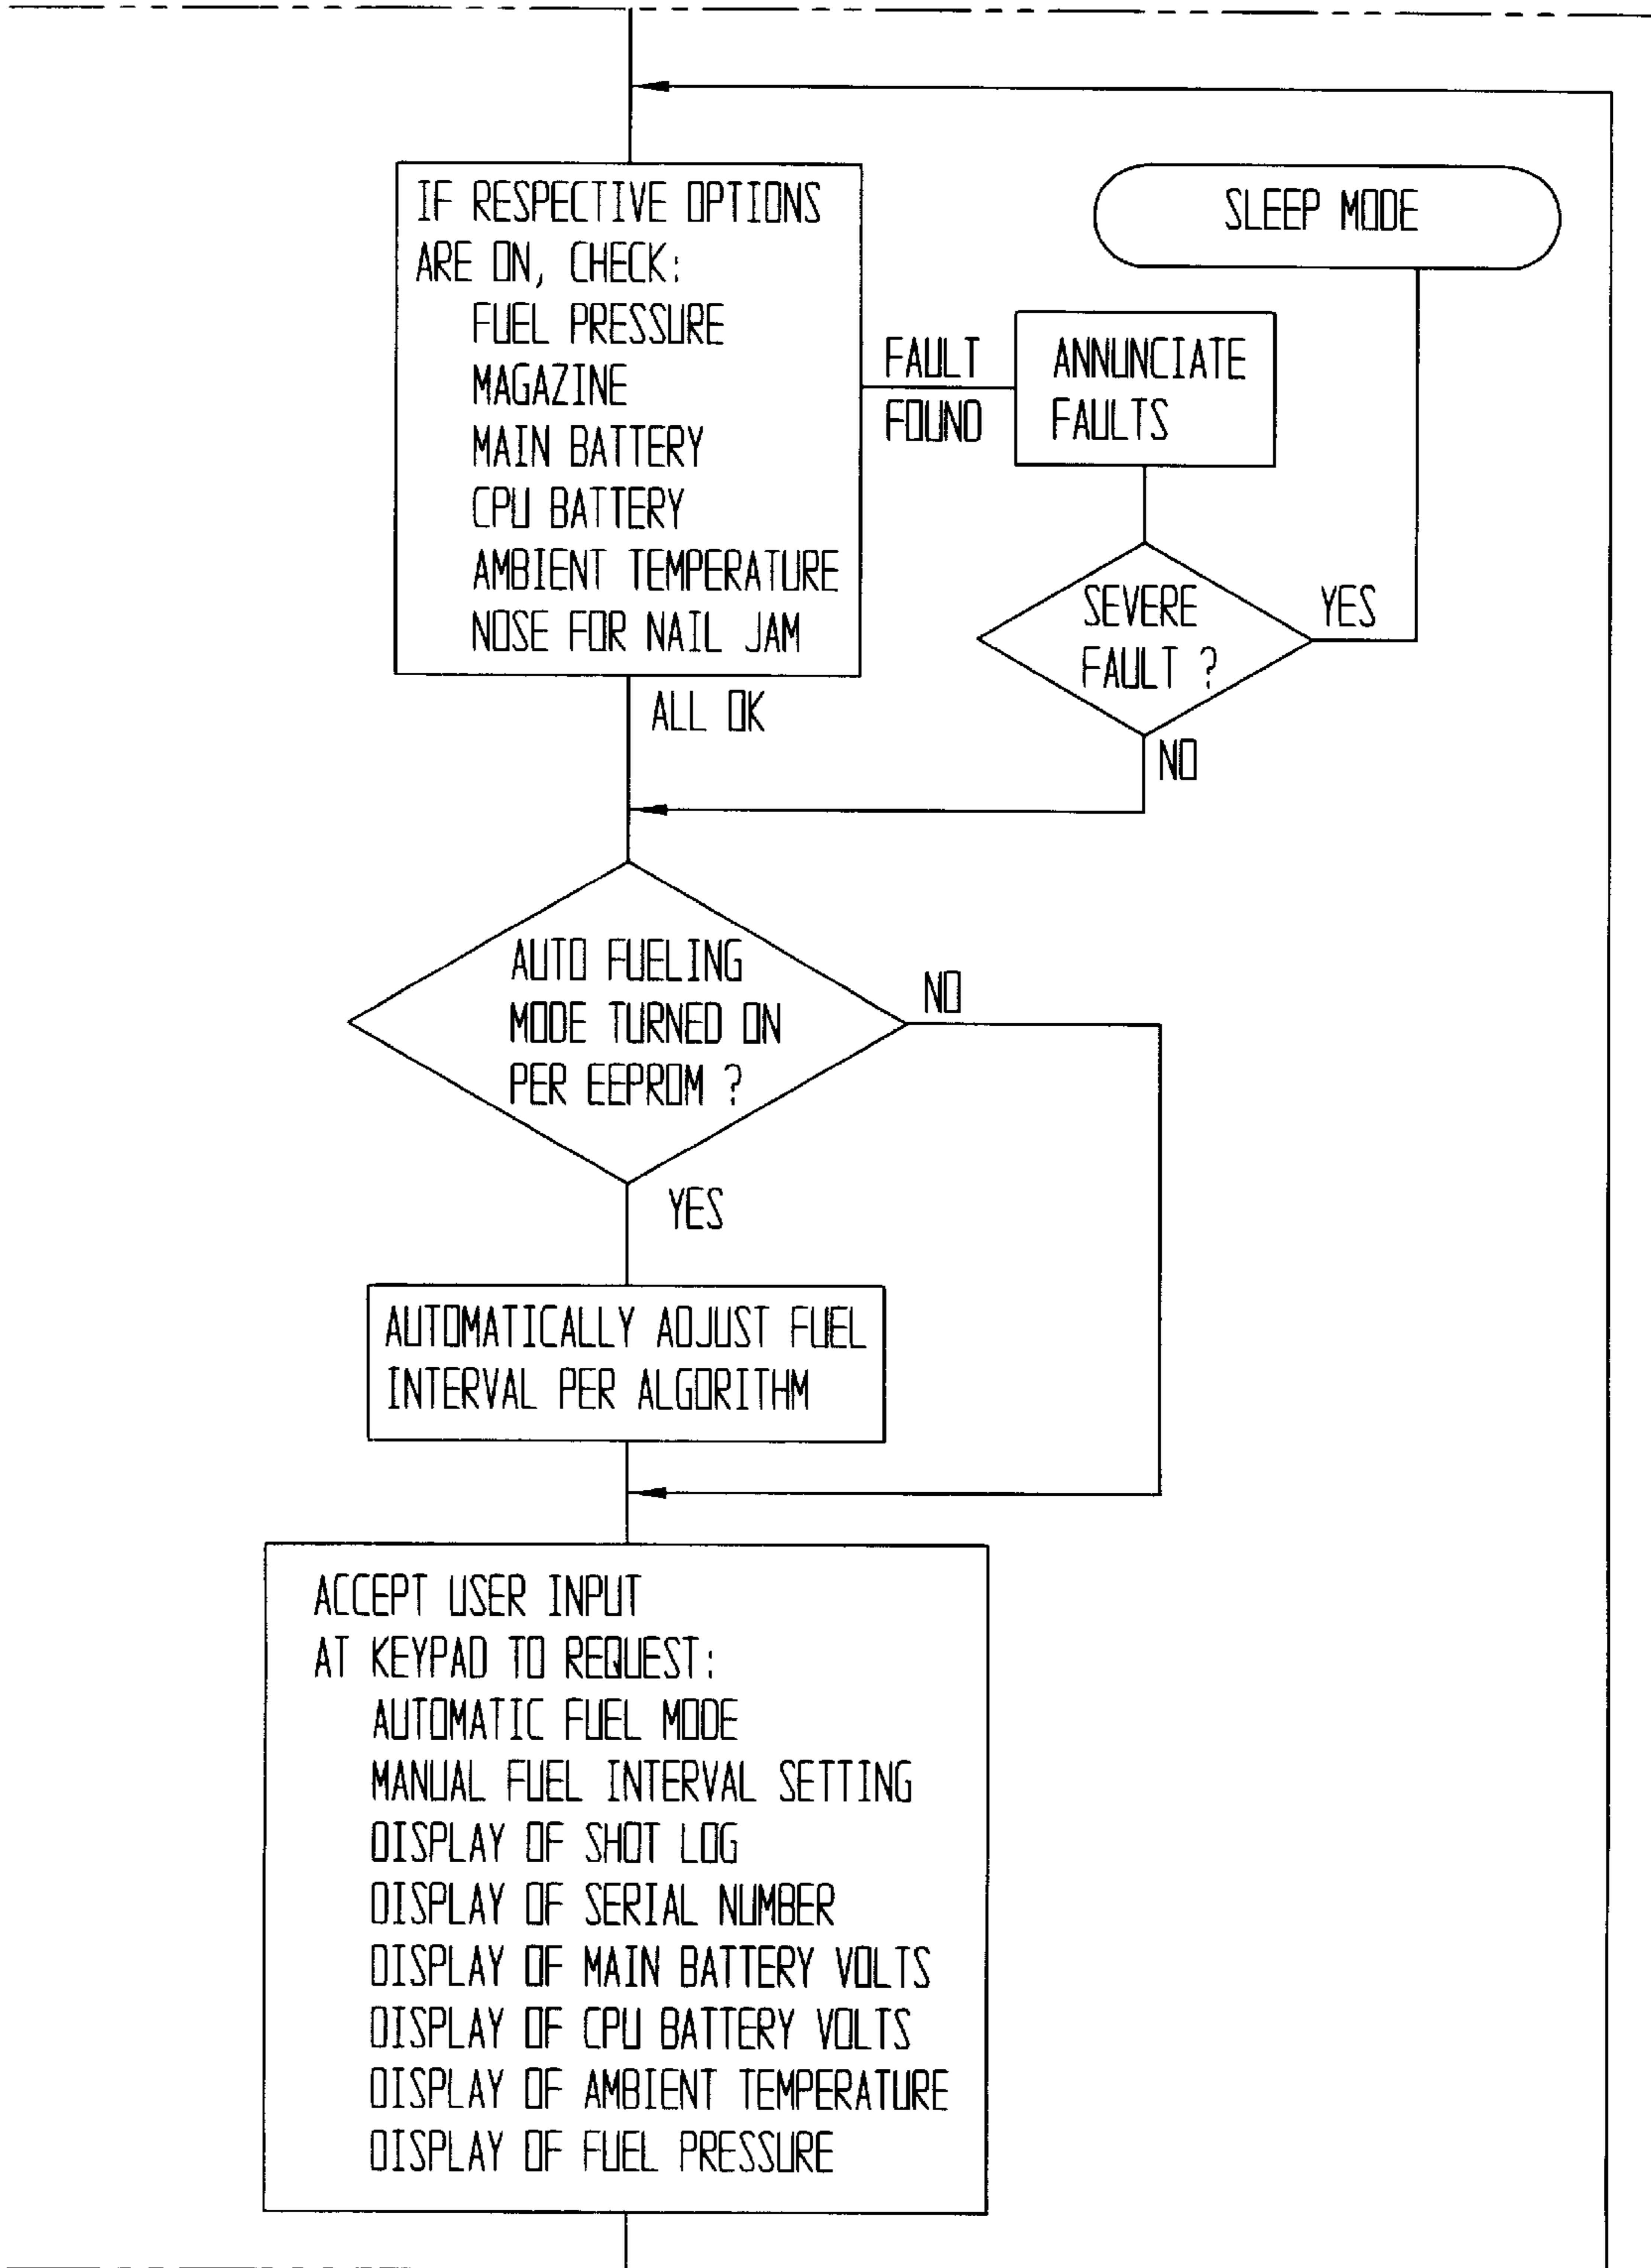 IF RESPECTIVE OPTIONS
ARE ON, CHECK:
FUEL PRESSURE
MAGAZINE
MAIN BATTERY
CPU BATTERY
AMBIENT TEMPERATURE
NOSE FOR NAIL JAM
SLEEP MODE
FAULT
FOUND
ANNUNCIATE
FAULTS
SEVERE
FAULT ?
YES
NO
ALL OK
AUTO FUELING
MODE TURNED ON
PER EEPROM ?
NO
YES
AUTOMATICALLY ADJUST FUEL
INTERVAL PER ALGORITHM
ACCEPT USER INPUT
AT KEYPAD TO REQUEST:
AUTOMATIC FUEL MODE
MANUAL FUEL INTERVAL SETTING
DISPLAY OF SHOT LOG
DISPLAY OF SERIAL NUMBER
DISPLAY OF MAIN BATTERY VOLTS
DISPLAY OF CPU BATTERY VOLTS
DISPLAY OF AMBIENT TEMPERATURE
DISPLAY OF FUEL PRESSURE